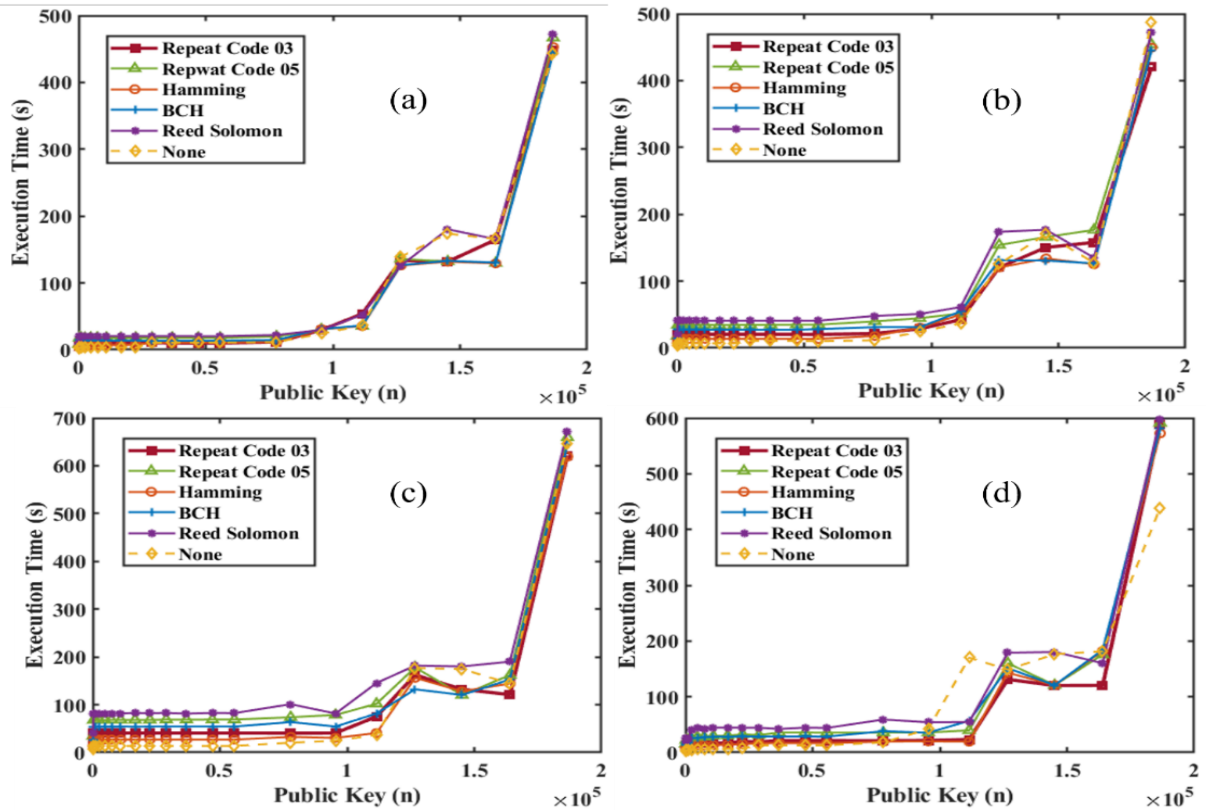 500
400
300
200
100
0
Execution Time (s)
Repeat Code 03
Repwat Code 05
Hamming
BCH
Reed Solomon
None
(a)
0 0.5 1 1.5 2
Public Key (n)
×10⁵
500
400
300
200
100
0
Execution Time (s)
Repeat Code 03
Repeat Code 05
Hamming
BCH
Reed Solomon
None
(b)
0 0.5 1 1.5 2
Public Key (n)
×10⁵
700
600
500
400
300
200
100
0
Execution Time (s)
Repeat Code 03
Repeat Code 05
Hamming
BCH
Reed Solomon
None
(c)
0 0.5 1 1.5 2
Public Key (n)
×10⁵
600
500
400
300
200
100
0
Execution Time (s)
Repeat Code 03
Repeat Code 05
Hamming
BCH
Reed Solomon
None
(d)
0 0.5 1 1.5 2
Public Key (n)
×10⁵